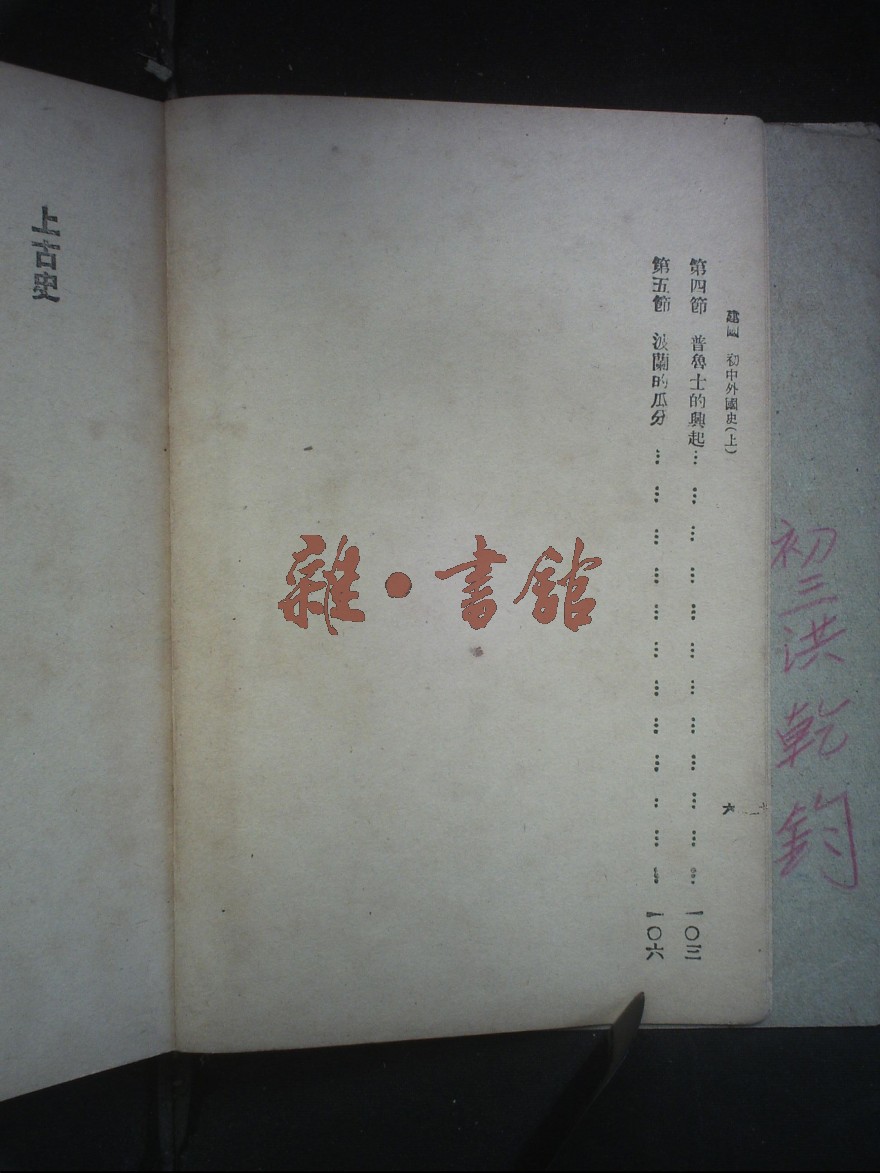 建國 初中外國史(上)
六
第四節 普魯士的興起 一〇三
第五節 波蘭的瓜分 一〇六
上古史
初三洪乾鈞
雜·書館